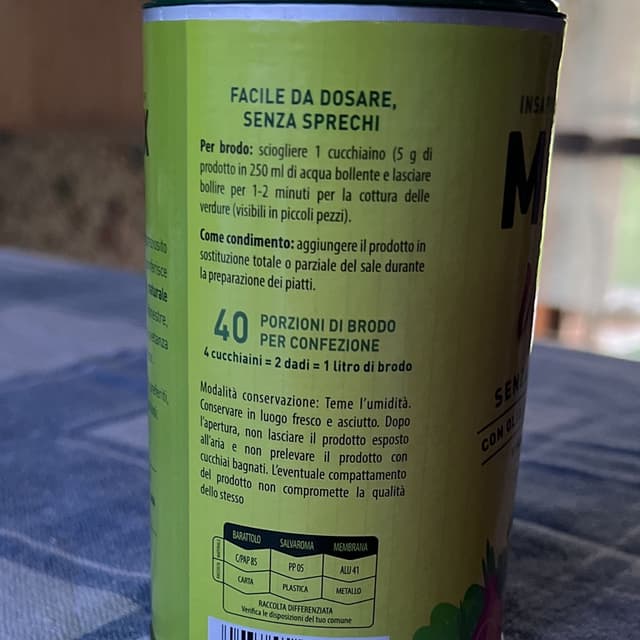 FACILE DA DOSARE,
SENZA SPRECHI
Per brodo: sciogliere 1 cucchiaino (5 g di
prodotto in 250 ml di acqua bollente e lasciare
bollire per 1-2 minuti per la cottura delle
verdure (visibili in piccoli pezzi).
Come condimento: aggiungere il prodotto in
sostituzione totale o parziale del sale durante
la preparazione dei piatti.
40 PORZIONI DI BRODO
PER CONFEZIONE
4 cucchiaini = 2 dadi = 1 litro di brodo
Modalità conservazione: Teme l'umidità.
Conservare in luogo fresco e asciutto. Dopo
l'apertura, non lasciare il prodotto esposto
all'aria e non prelevare il prodotto con
cucchiai bagnati. L'eventuale compattamento
del prodotto non compromette la qualità
dello stesso
BARATTOLO SALVAROMA MEMBRANA
C/PAP 85 PP 05 ALU 41
CARTA PLASTICA METALLO
RACCOLTA DIFFERENZIATA
Verifica le disposizioni del tuo comune
INSA
M
SEN
CON OL